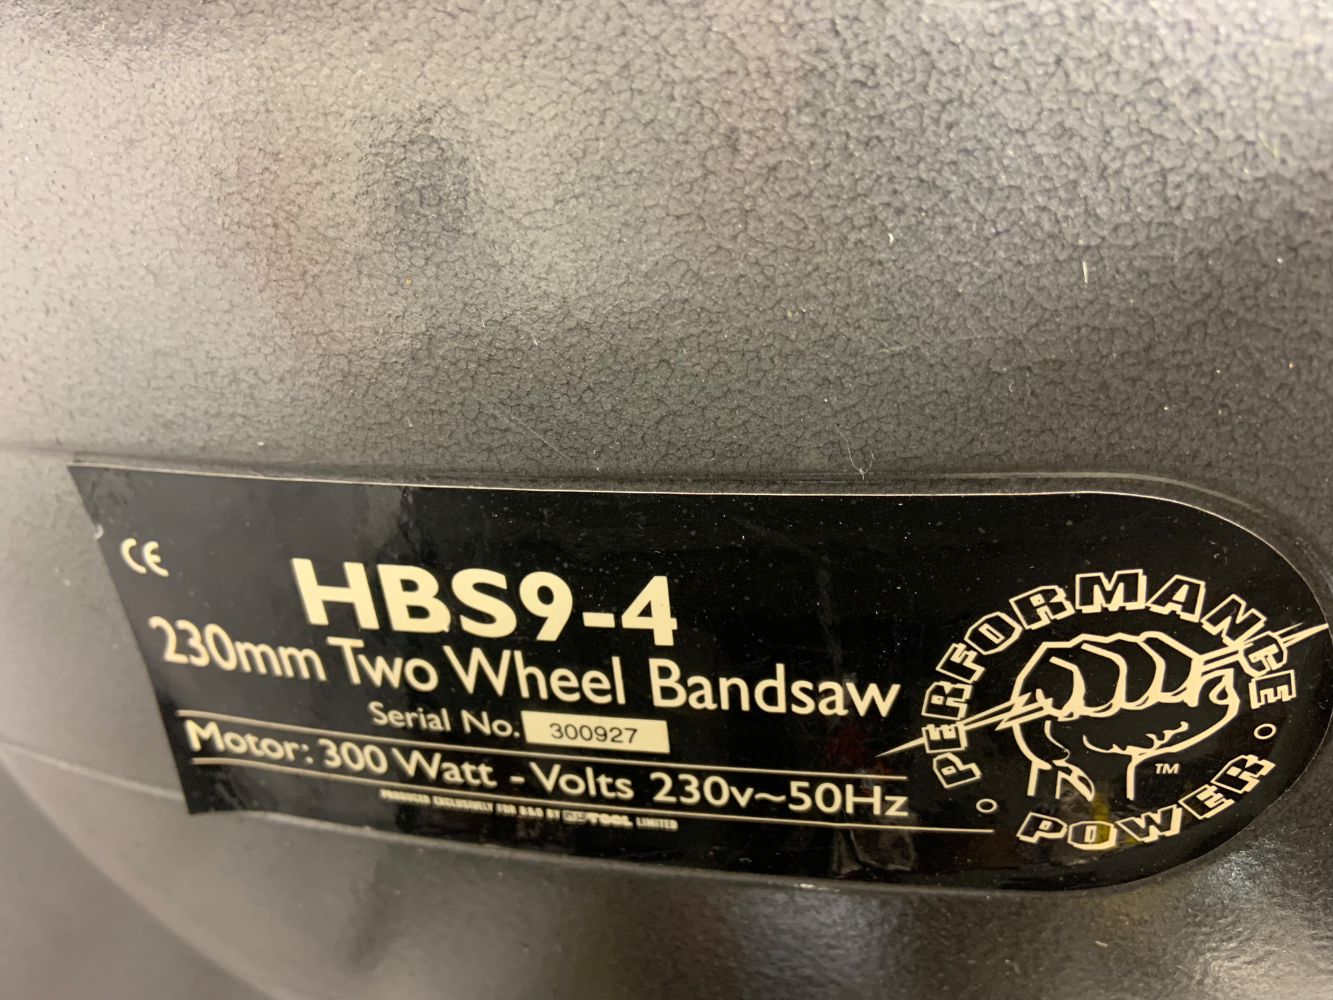 CE
HBS9-4
230mm Two Wheel Bandsaw
Serial No. 300927
Motor: 300 Watt - Volts 230v~50Hz
PRODUCED EXCLUSIVELY FOR B&Q BY TOOL LIMITED
PERFORMANCE
POWER
TM